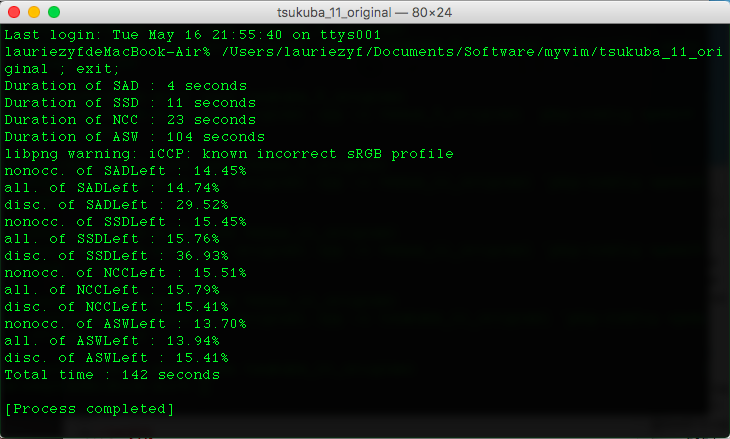 tsukuba_11_original — 80×24
Last login: Tue May 16 21:55:40 on ttys001
lauriezyfdeMacBook-Air% /Users/lauriezyf/Documents/Software/myvim/tsukuba_11_ori
ginal ; exit;
Duration of SAD : 4 seconds
Duration of SSD : 11 seconds
Duration of NCC : 23 seconds
Duration of ASW : 104 seconds
libpng warning: iCCP: known incorrect sRGB profile
nonocc. of SADLeft : 14.45%
all. of SADLeft : 14.74%
disc. of SADLeft : 29.52%
nonocc. of SSDLeft : 15.45%
all. of SSDLeft : 15.76%
disc. of SSDLeft : 36.93%
nonocc. of NCCLeft : 15.51%
all. of NCCLeft : 15.79%
disc. of NCCLeft : 15.41%
nonocc. of ASWLeft : 13.70%
all. of ASWLeft : 13.94%
disc. of ASWLeft : 15.41%
Total time : 142 seconds
[Process completed]